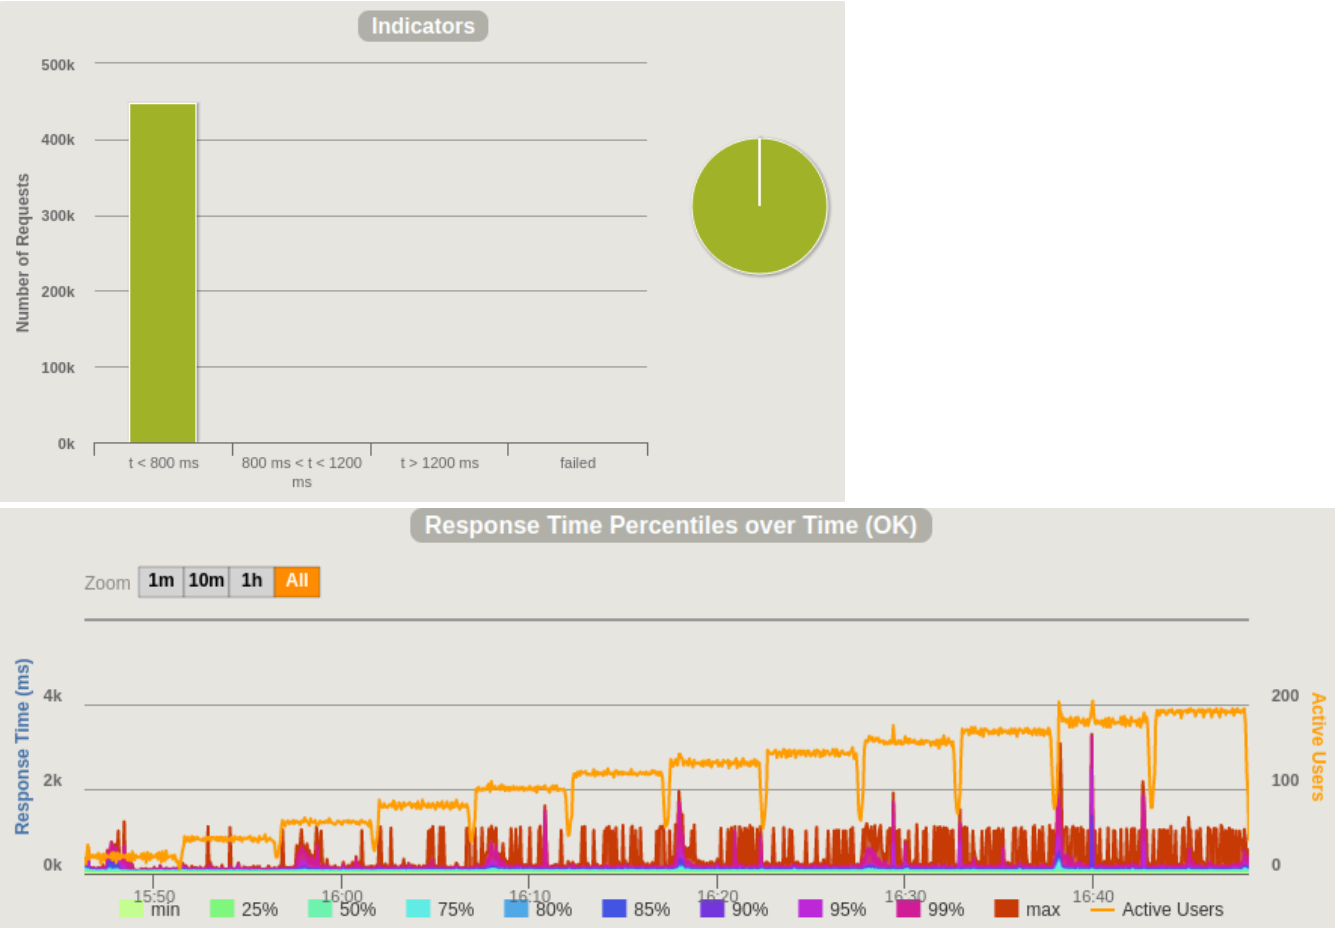 Indicators
500k
400k
300k
200k
100k
0k
Number of Requests
t < 800 ms
800 ms < t < 1200
ms
t > 1200 ms
failed
Response Time Percentiles over Time (OK)
Zoom 1m 10m 1h All
Response Time (ms)
4k
2k
0k
200
100
0
Active Users
15:50 16:00 16:10 16:20 16:30 16:40
min 25% 50% 75% 80% 85% 90% 95% 99% max Active Users